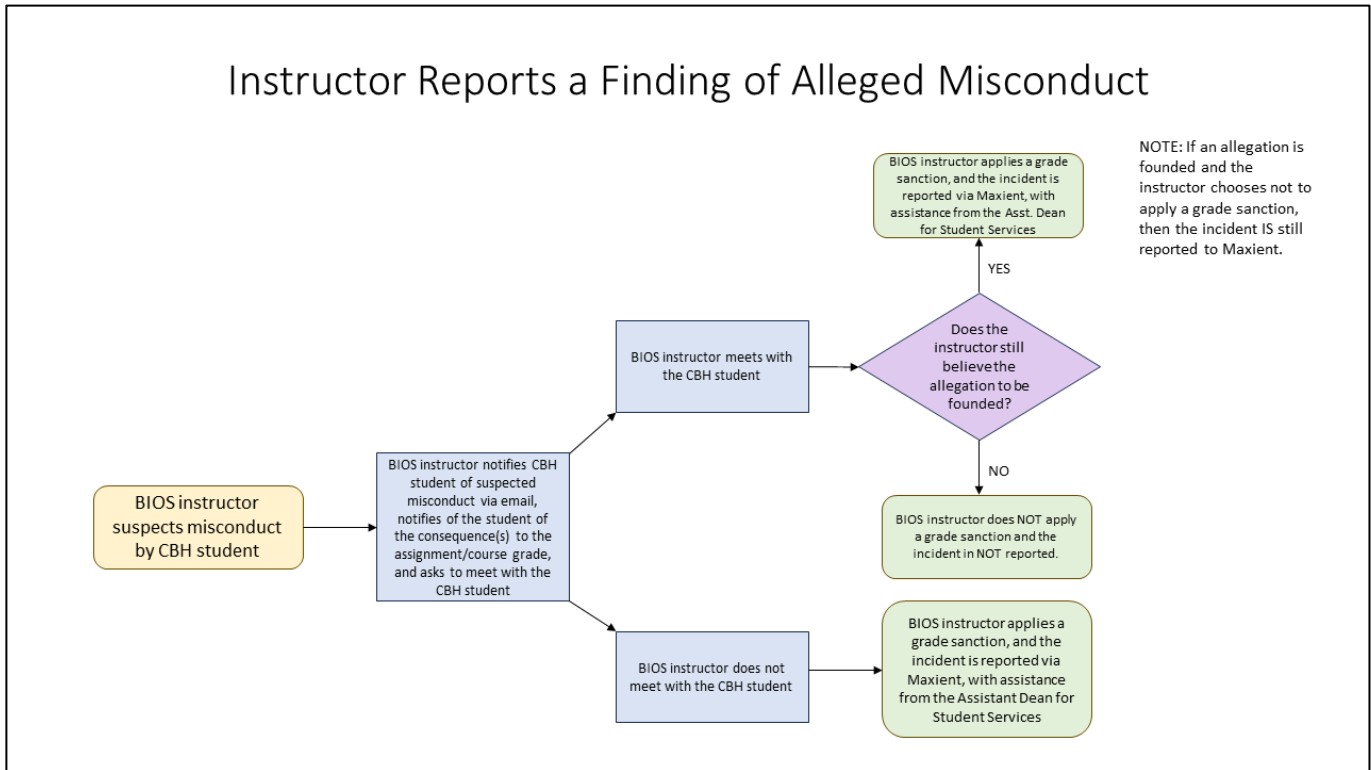 Instructor Reports a Finding of Alleged Misconduct
NOTE: If an allegation is
founded and the
instructor chooses not to
apply a grade sanction,
then the incident IS still
reported to Maxient.
BIOS instructor applies a grade
sanction, and the incident is
reported via Maxient, with
assistance from the Asst. Dean
for Student Services
YES
Does the
instructor still
believe the
allegation to be
founded?
BIOS instructor meets with
the CBH student
BIOS instructor notifies CBH
student of suspected
misconduct via email,
notifies of the student of
the consequence(s) to the
assignment/course grade,
and asks to meet with the
CBH student
BIOS instructor
suspects misconduct
by CBH student
NO
BIOS instructor does NOT apply
a grade sanction and the
incident in NOT reported.
BIOS instructor does not
meet with the CBH student
BIOS instructor applies a
grade sanction, and the
incident is reported via
Maxient, with assistance
from the Assistant Dean for
Student Services